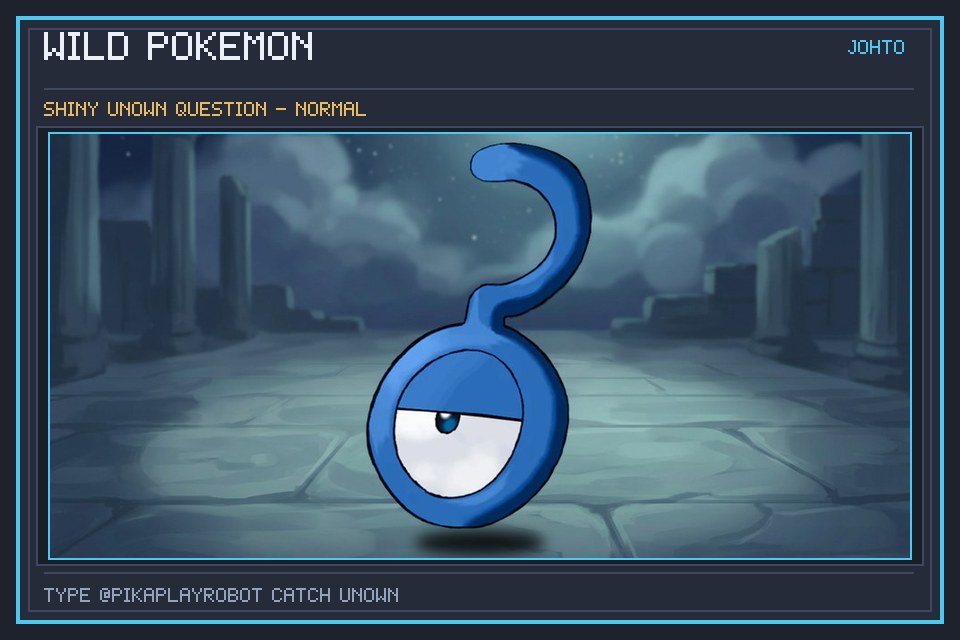 WILD POKEMON
JOHTO
SHINY UNOWN QUESTION - NORMAL
TYPE @PIKAPLAYROBOT CATCH UNOWN